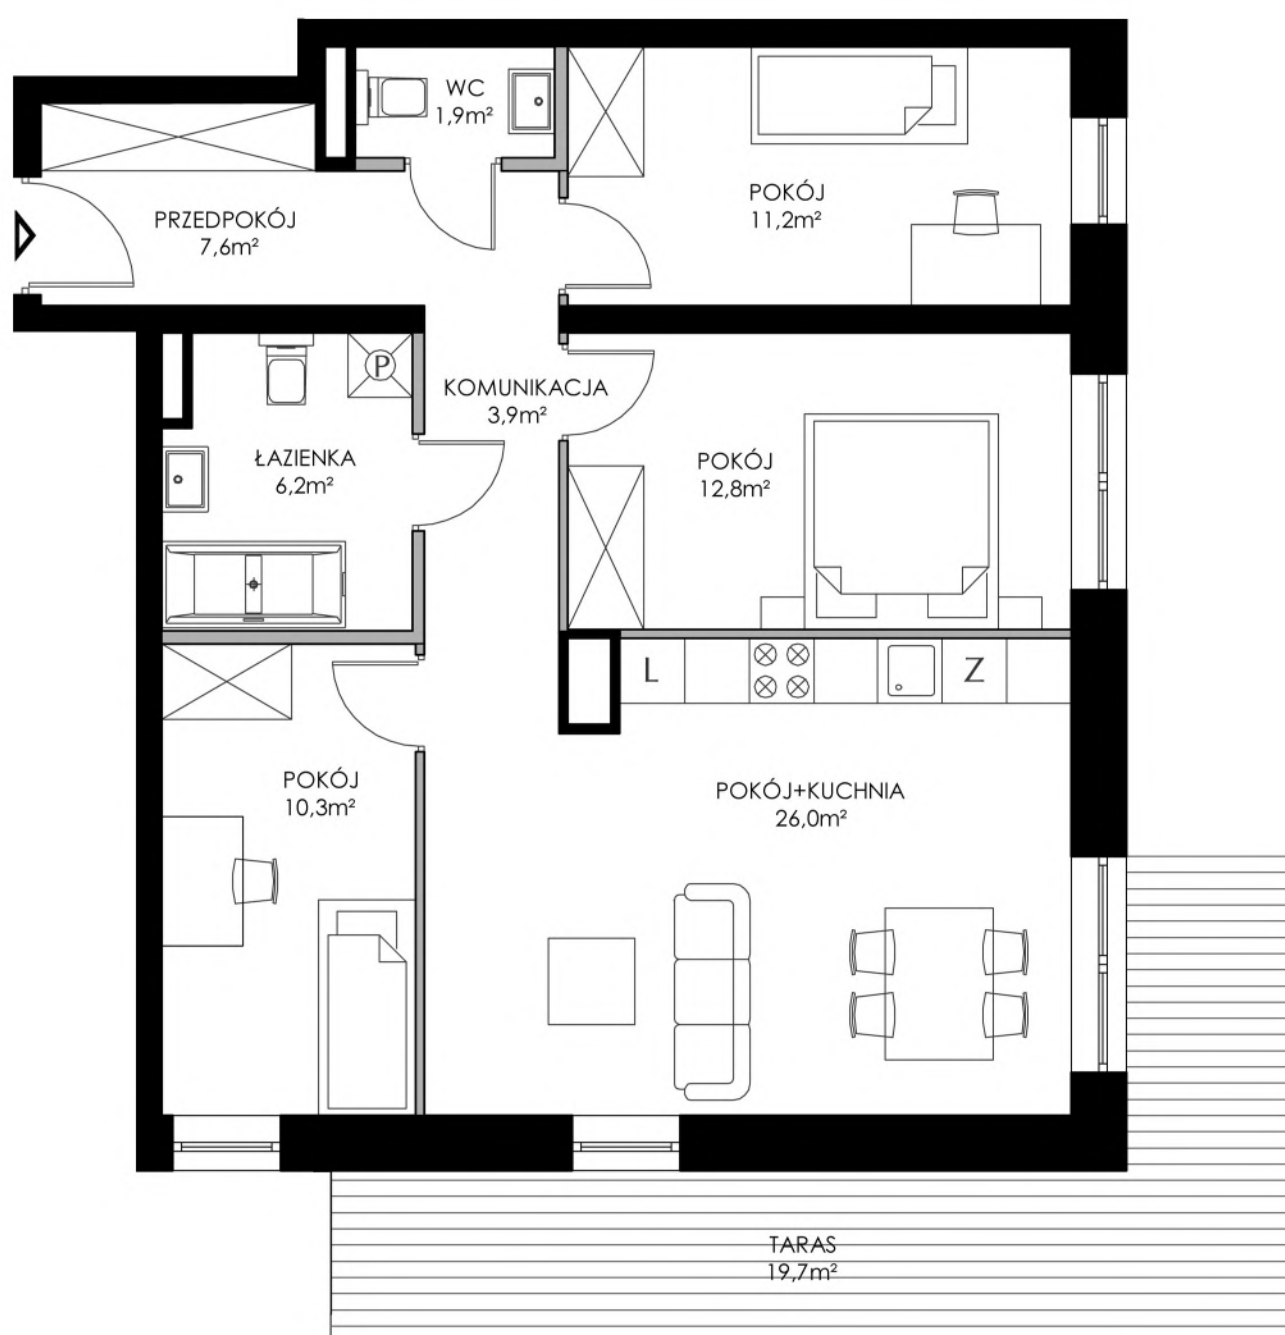 WC
1,9m²
PRZEDPOKÓJ
7,6m²
POKÓJ
11,2m²
P
KOMUNIKACJA
3,9m²
ŁAZIENKA
6,2m²
POKÓJ
12,8m²
L
Z
POKÓJ
10,3m²
POKÓJ+KUCHNIA
26,0m²
TARAS
19,7m²